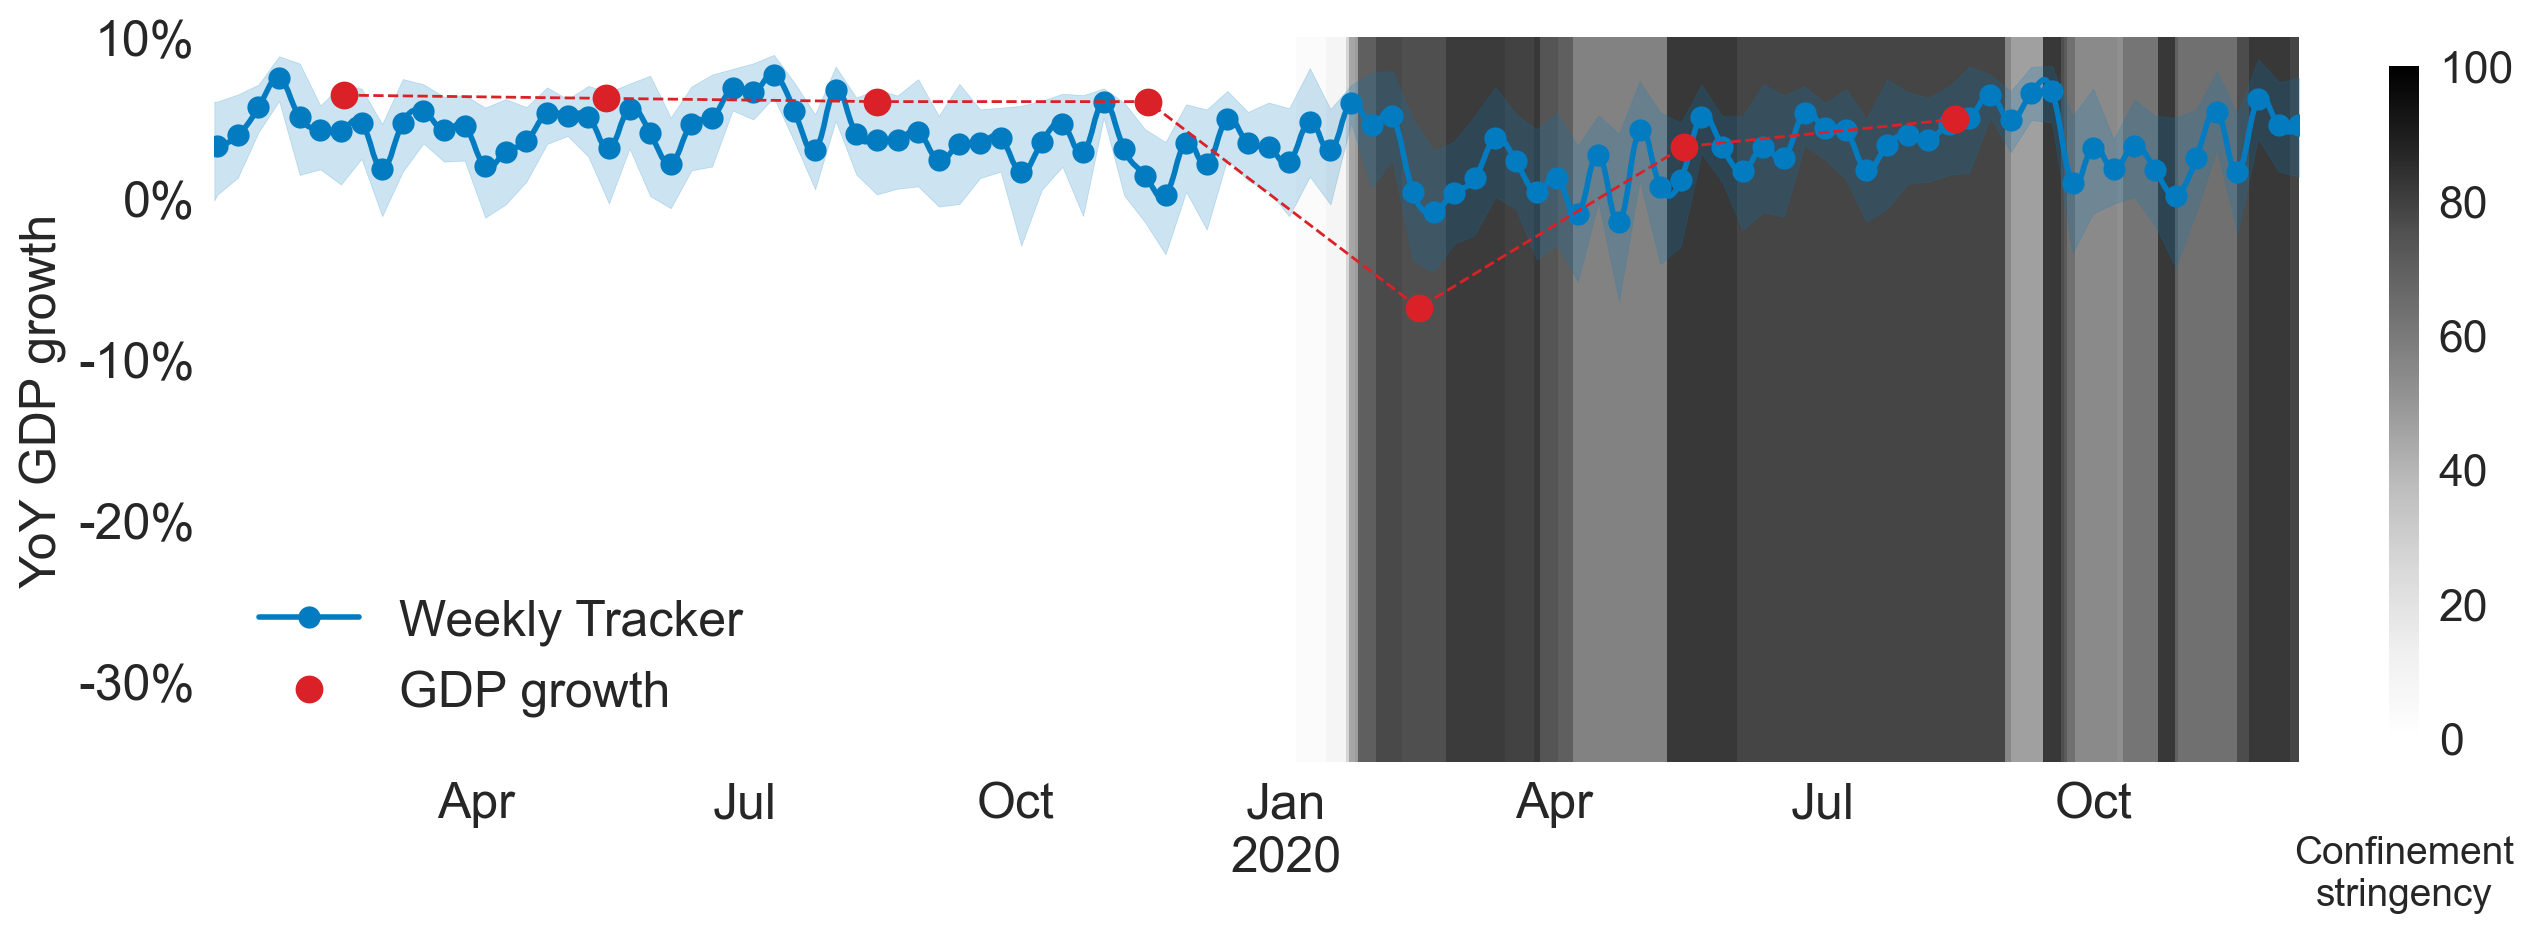 10%
0%
-10%
-20%
-30%
YoY GDP growth
Weekly Tracker
GDP growth
Apr
Jul
Oct
Jan
2020
Apr
Jul
Oct
100
80
60
40
20
0
Confinement
stringency